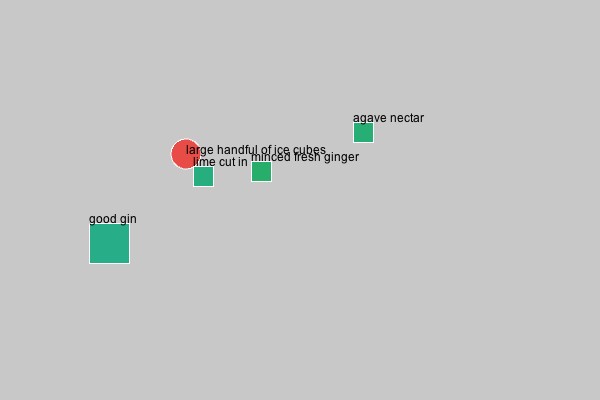 agave nectar
large handful of ice cubes
minced fresh ginger
lime cut in
good gin